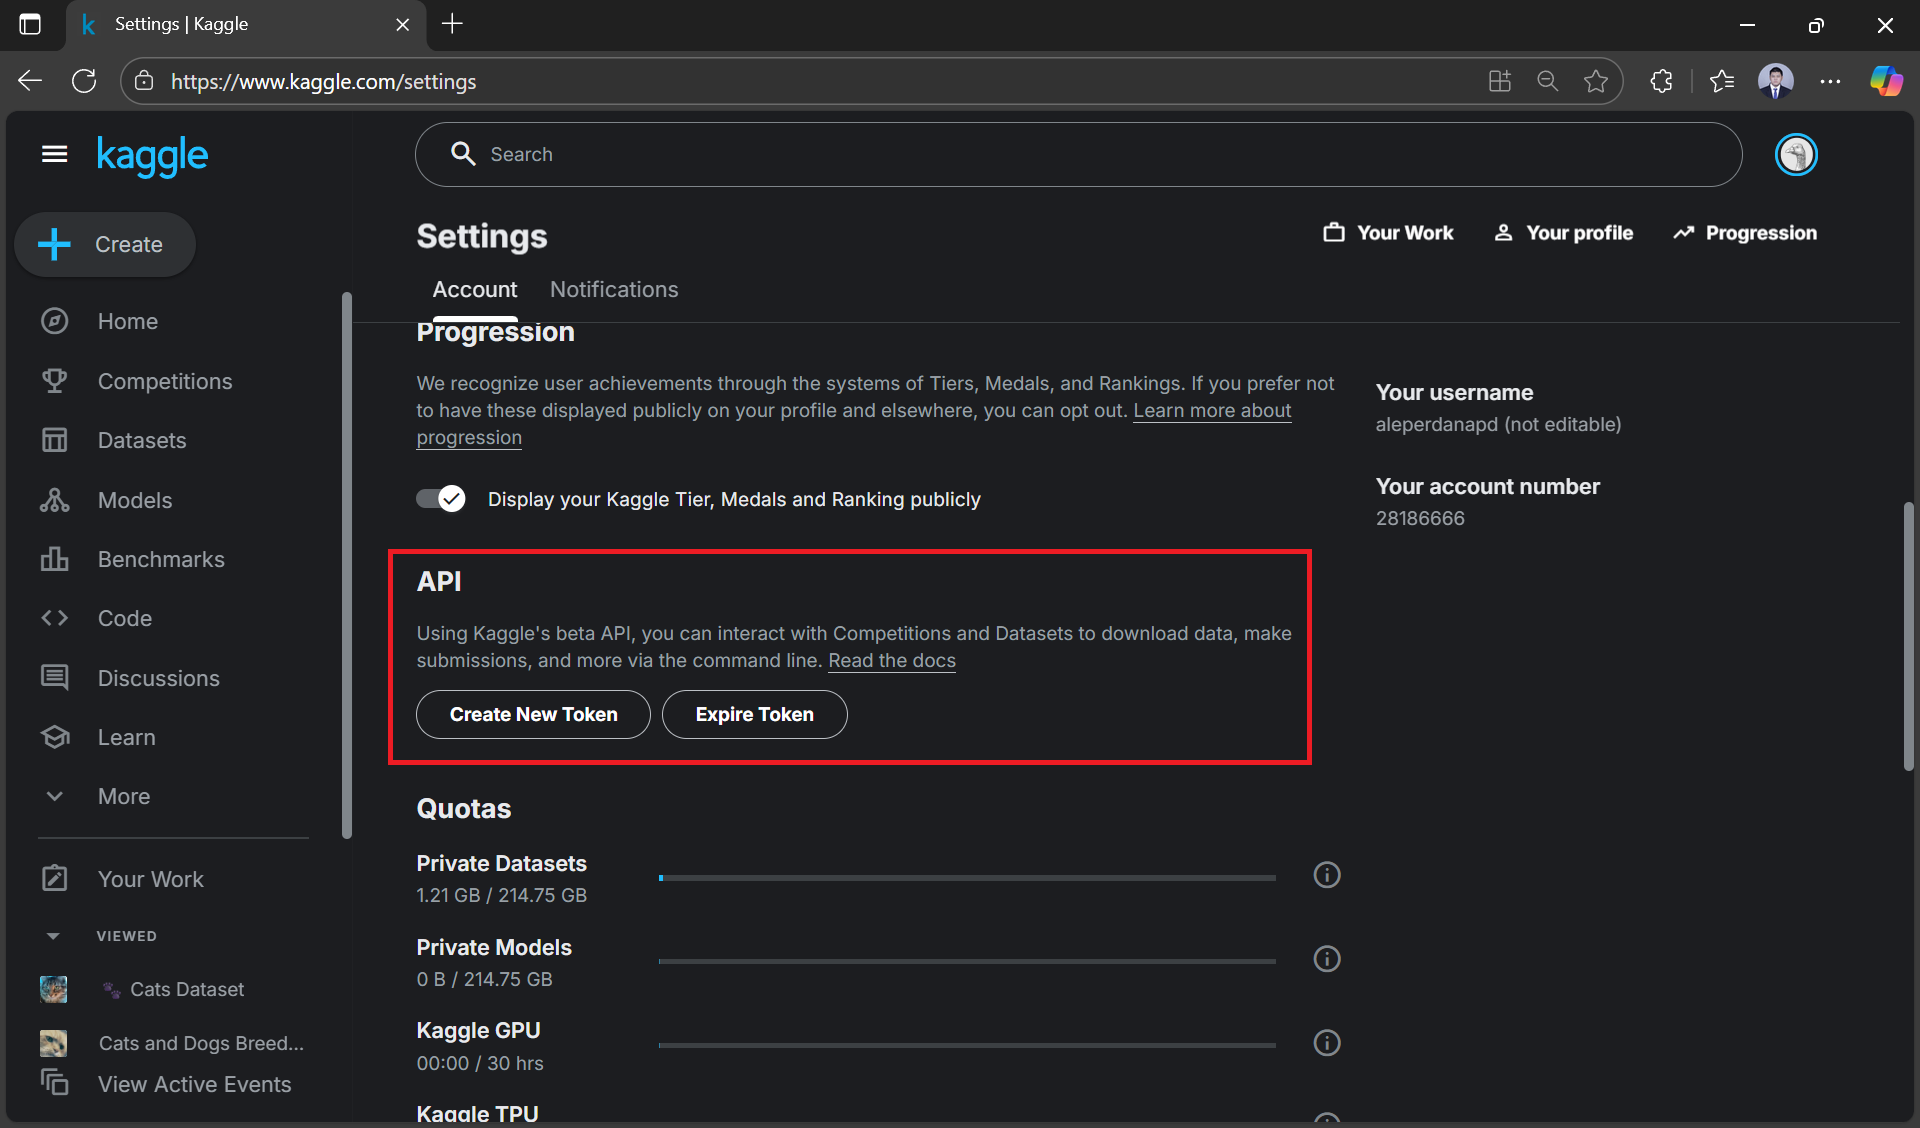 Settings | Kaggle
https://www.kaggle.com/settings
kaggle
Search
Create
Home
Competitions
Datasets
Models
Benchmarks
Code
Discussions
Learn
More
Your Work
VIEWED
Cats Dataset
Cats and Dogs Breed...
View Active Events
Settings
Your Work
Your profile
Progression
Account
Notifications
Progression
We recognize user achievements through the systems of Tiers, Medals, and Rankings. If you prefer not
to have these displayed publicly on your profile and elsewhere, you can opt out. Learn more about
progression
Display your Kaggle Tier, Medals and Ranking publicly
API
Using Kaggle's beta API, you can interact with Competitions and Datasets to download data, make
submissions, and more via the command line. Read the docs
Create New Token
Expire Token
Quotas
Private Datasets
1.21 GB / 214.75 GB
Private Models
0 B / 214.75 GB
Kaggle GPU
00:00 / 30 hrs
Kaggle TPU
Your username
aleperdanapd (not editable)
Your account number
28186666